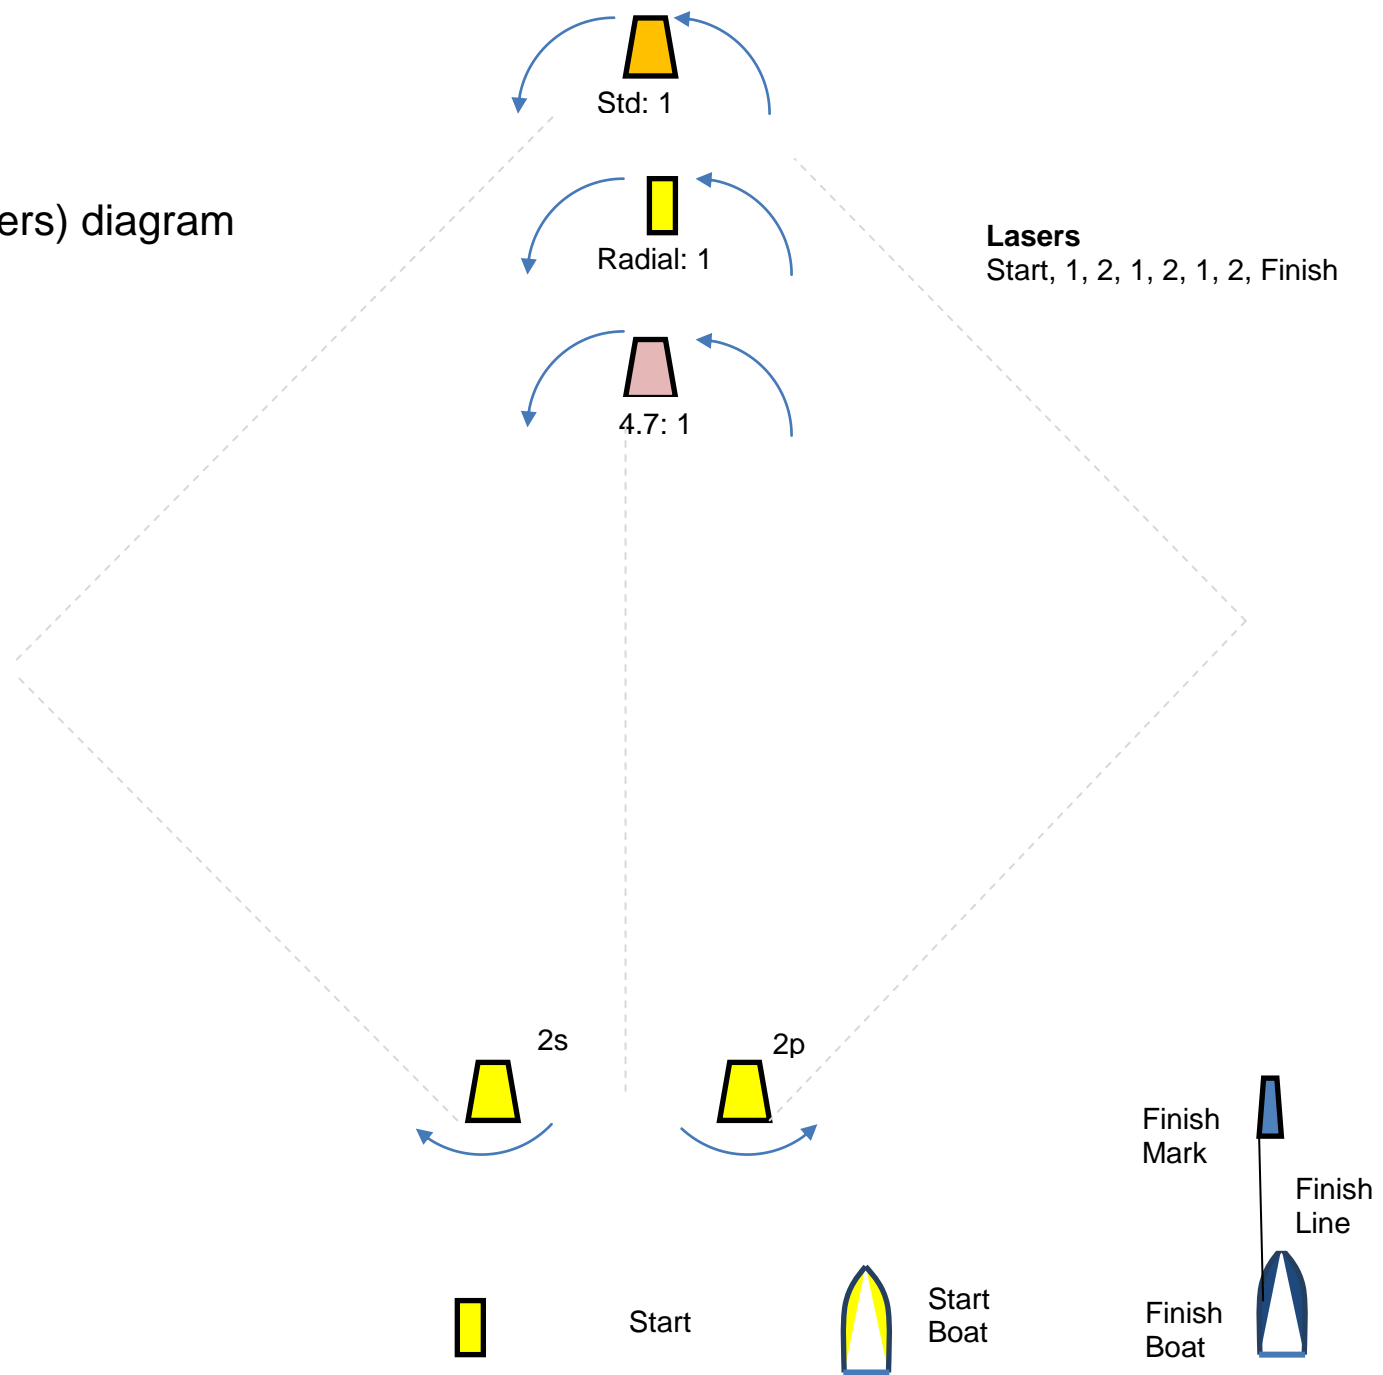 Std: 1
ers) diagram
Radial: 1
Lasers
Start, 1, 2, 1, 2, 1, 2, Finish
4.7: 1
2s
2p
Finish
Mark
Finish
Line
Start
Start
Boat
Finish
Boat